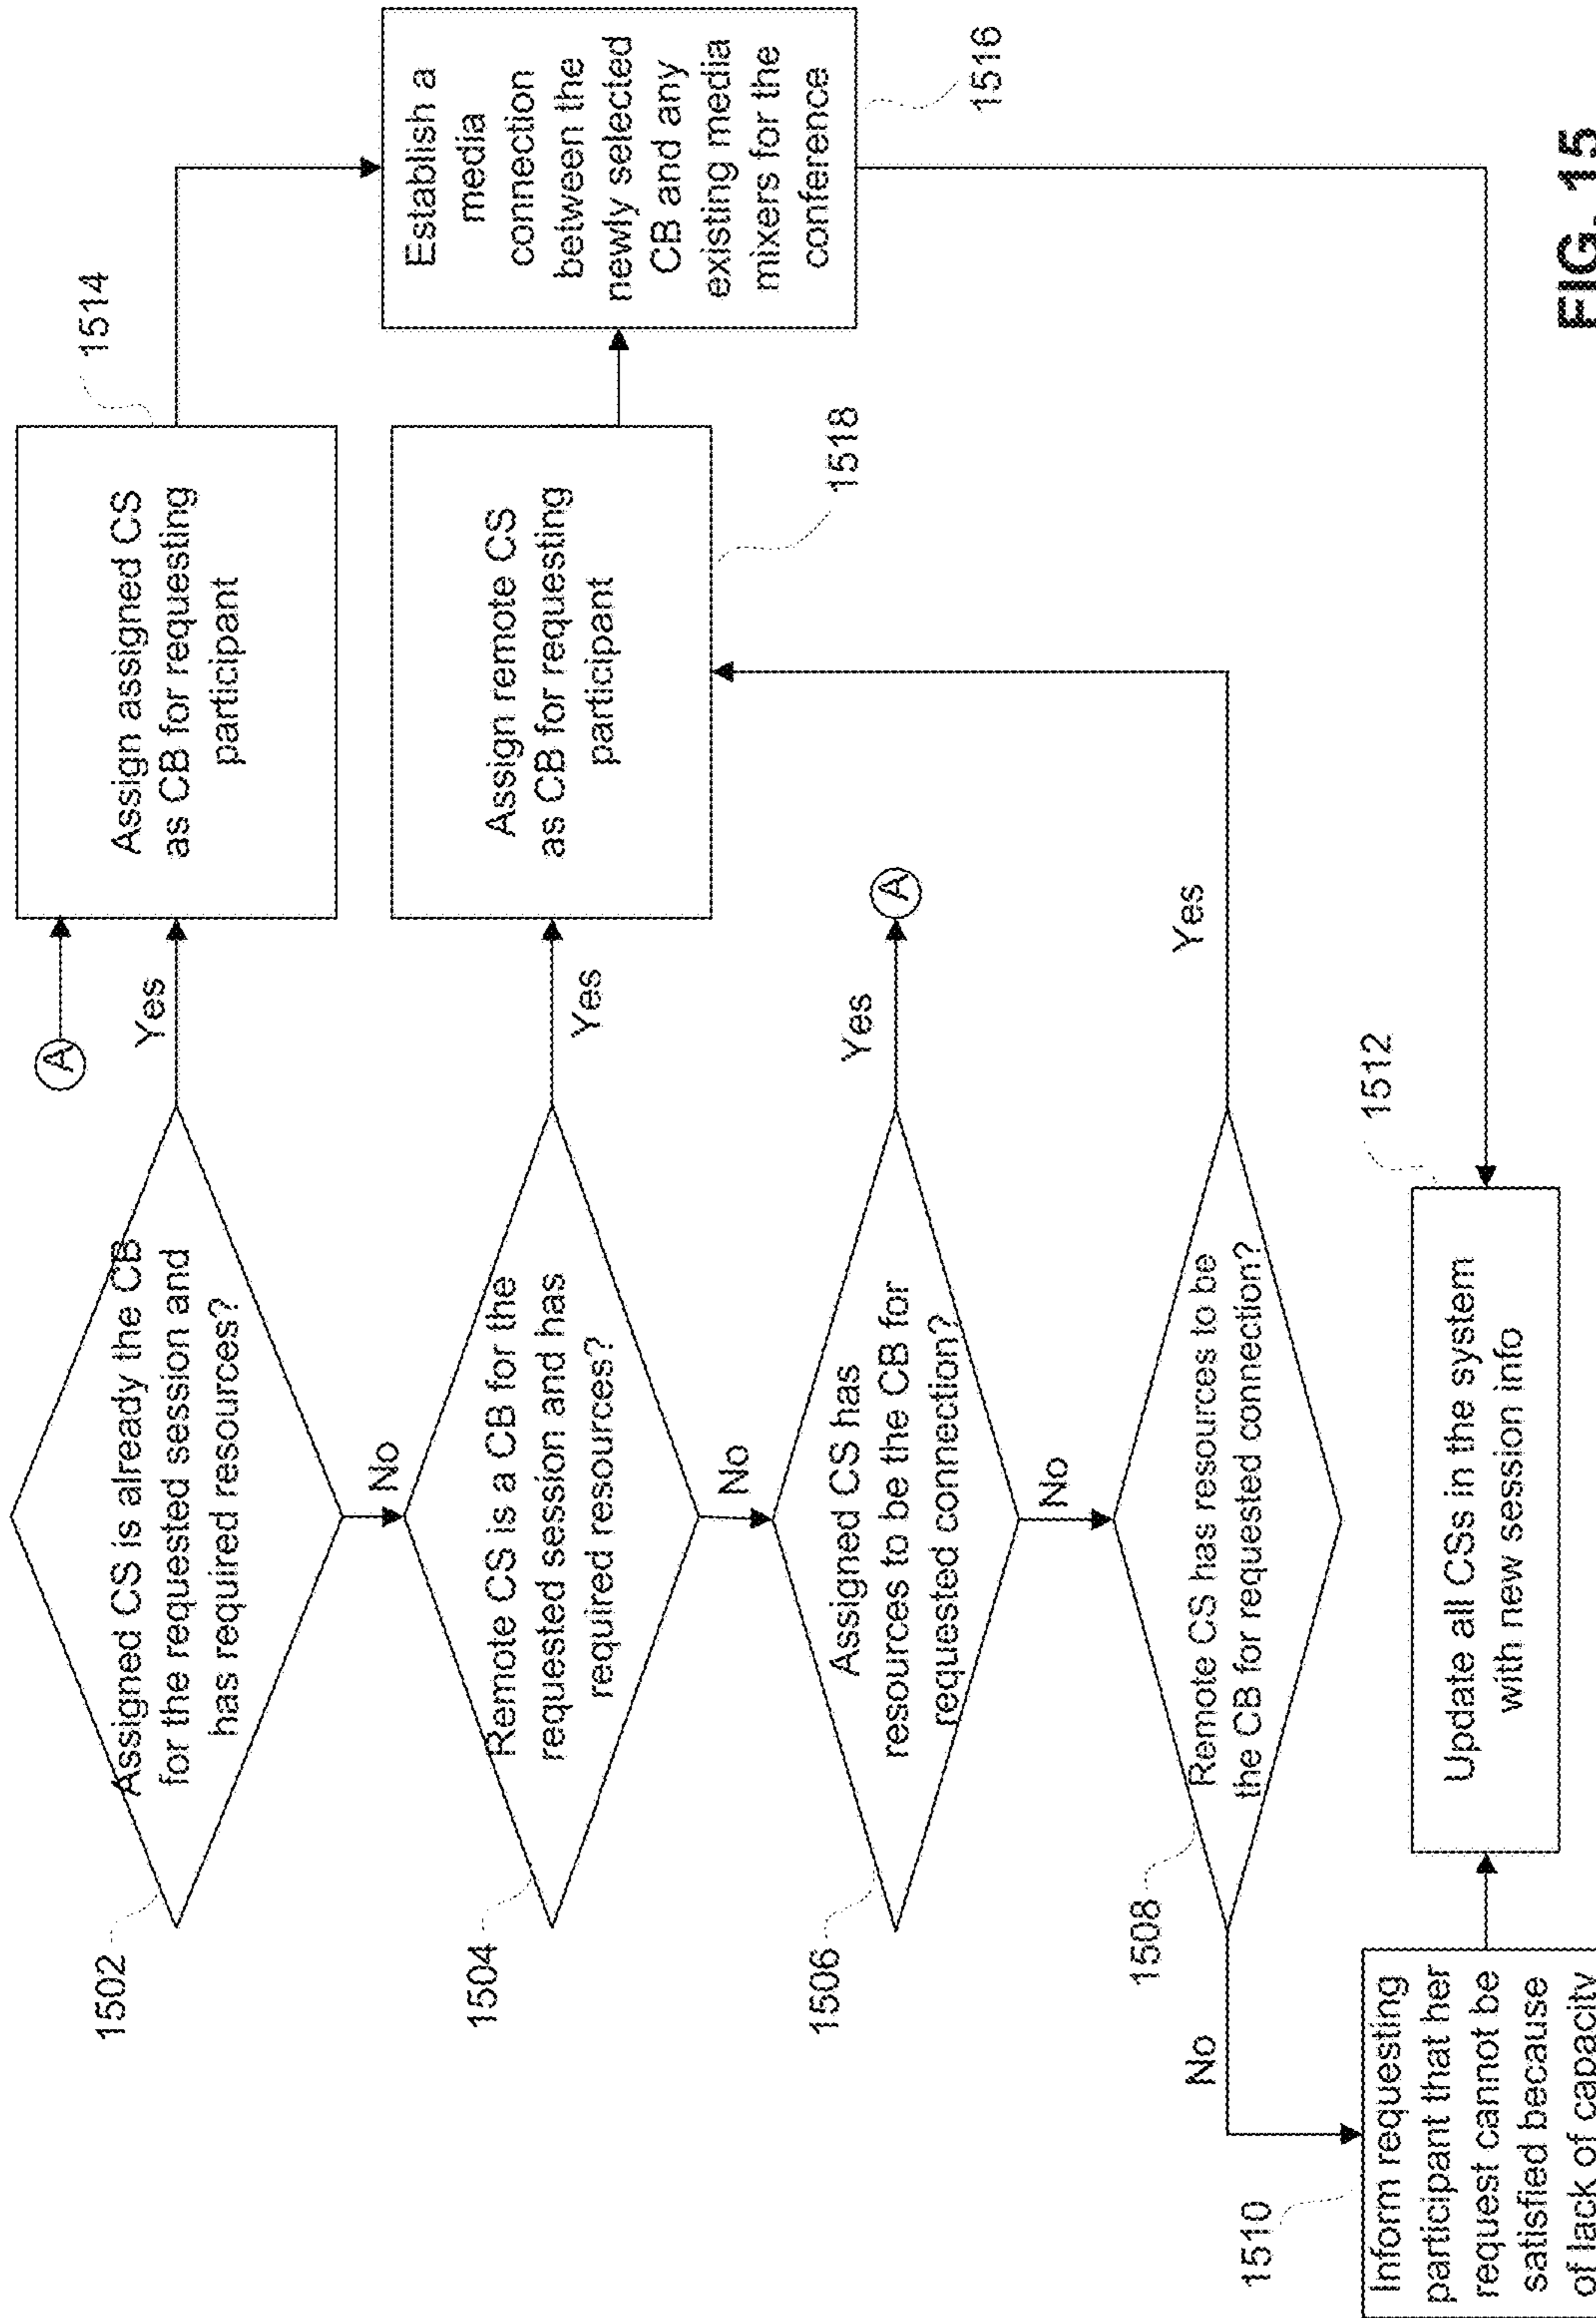 1502
Assigned CS is already the CB
for the requested session and
has required resources?
Yes
A
Assign assigned CS
as CB for requesting
participant
1514
No
1504
Remote CS is a CB for the
requested session and has
required resources?
Yes
Assign remote CS
as CB for requesting
participant
1518
Establish a
media
connection
between the
newly selected
CB and any
existing media
mixers for the
conference
1516
No
1506
Assigned CS has
resources to be the CB for
requested connection?
Yes
A
No
1508
Remote CS has resources to be
the CB for requested connection?
Yes
No
1510
Inform requesting
participant that her
request cannot be
satisfied because
of lack of capacity
Update all CSs in the system
with new session info
1512
FIG. 15